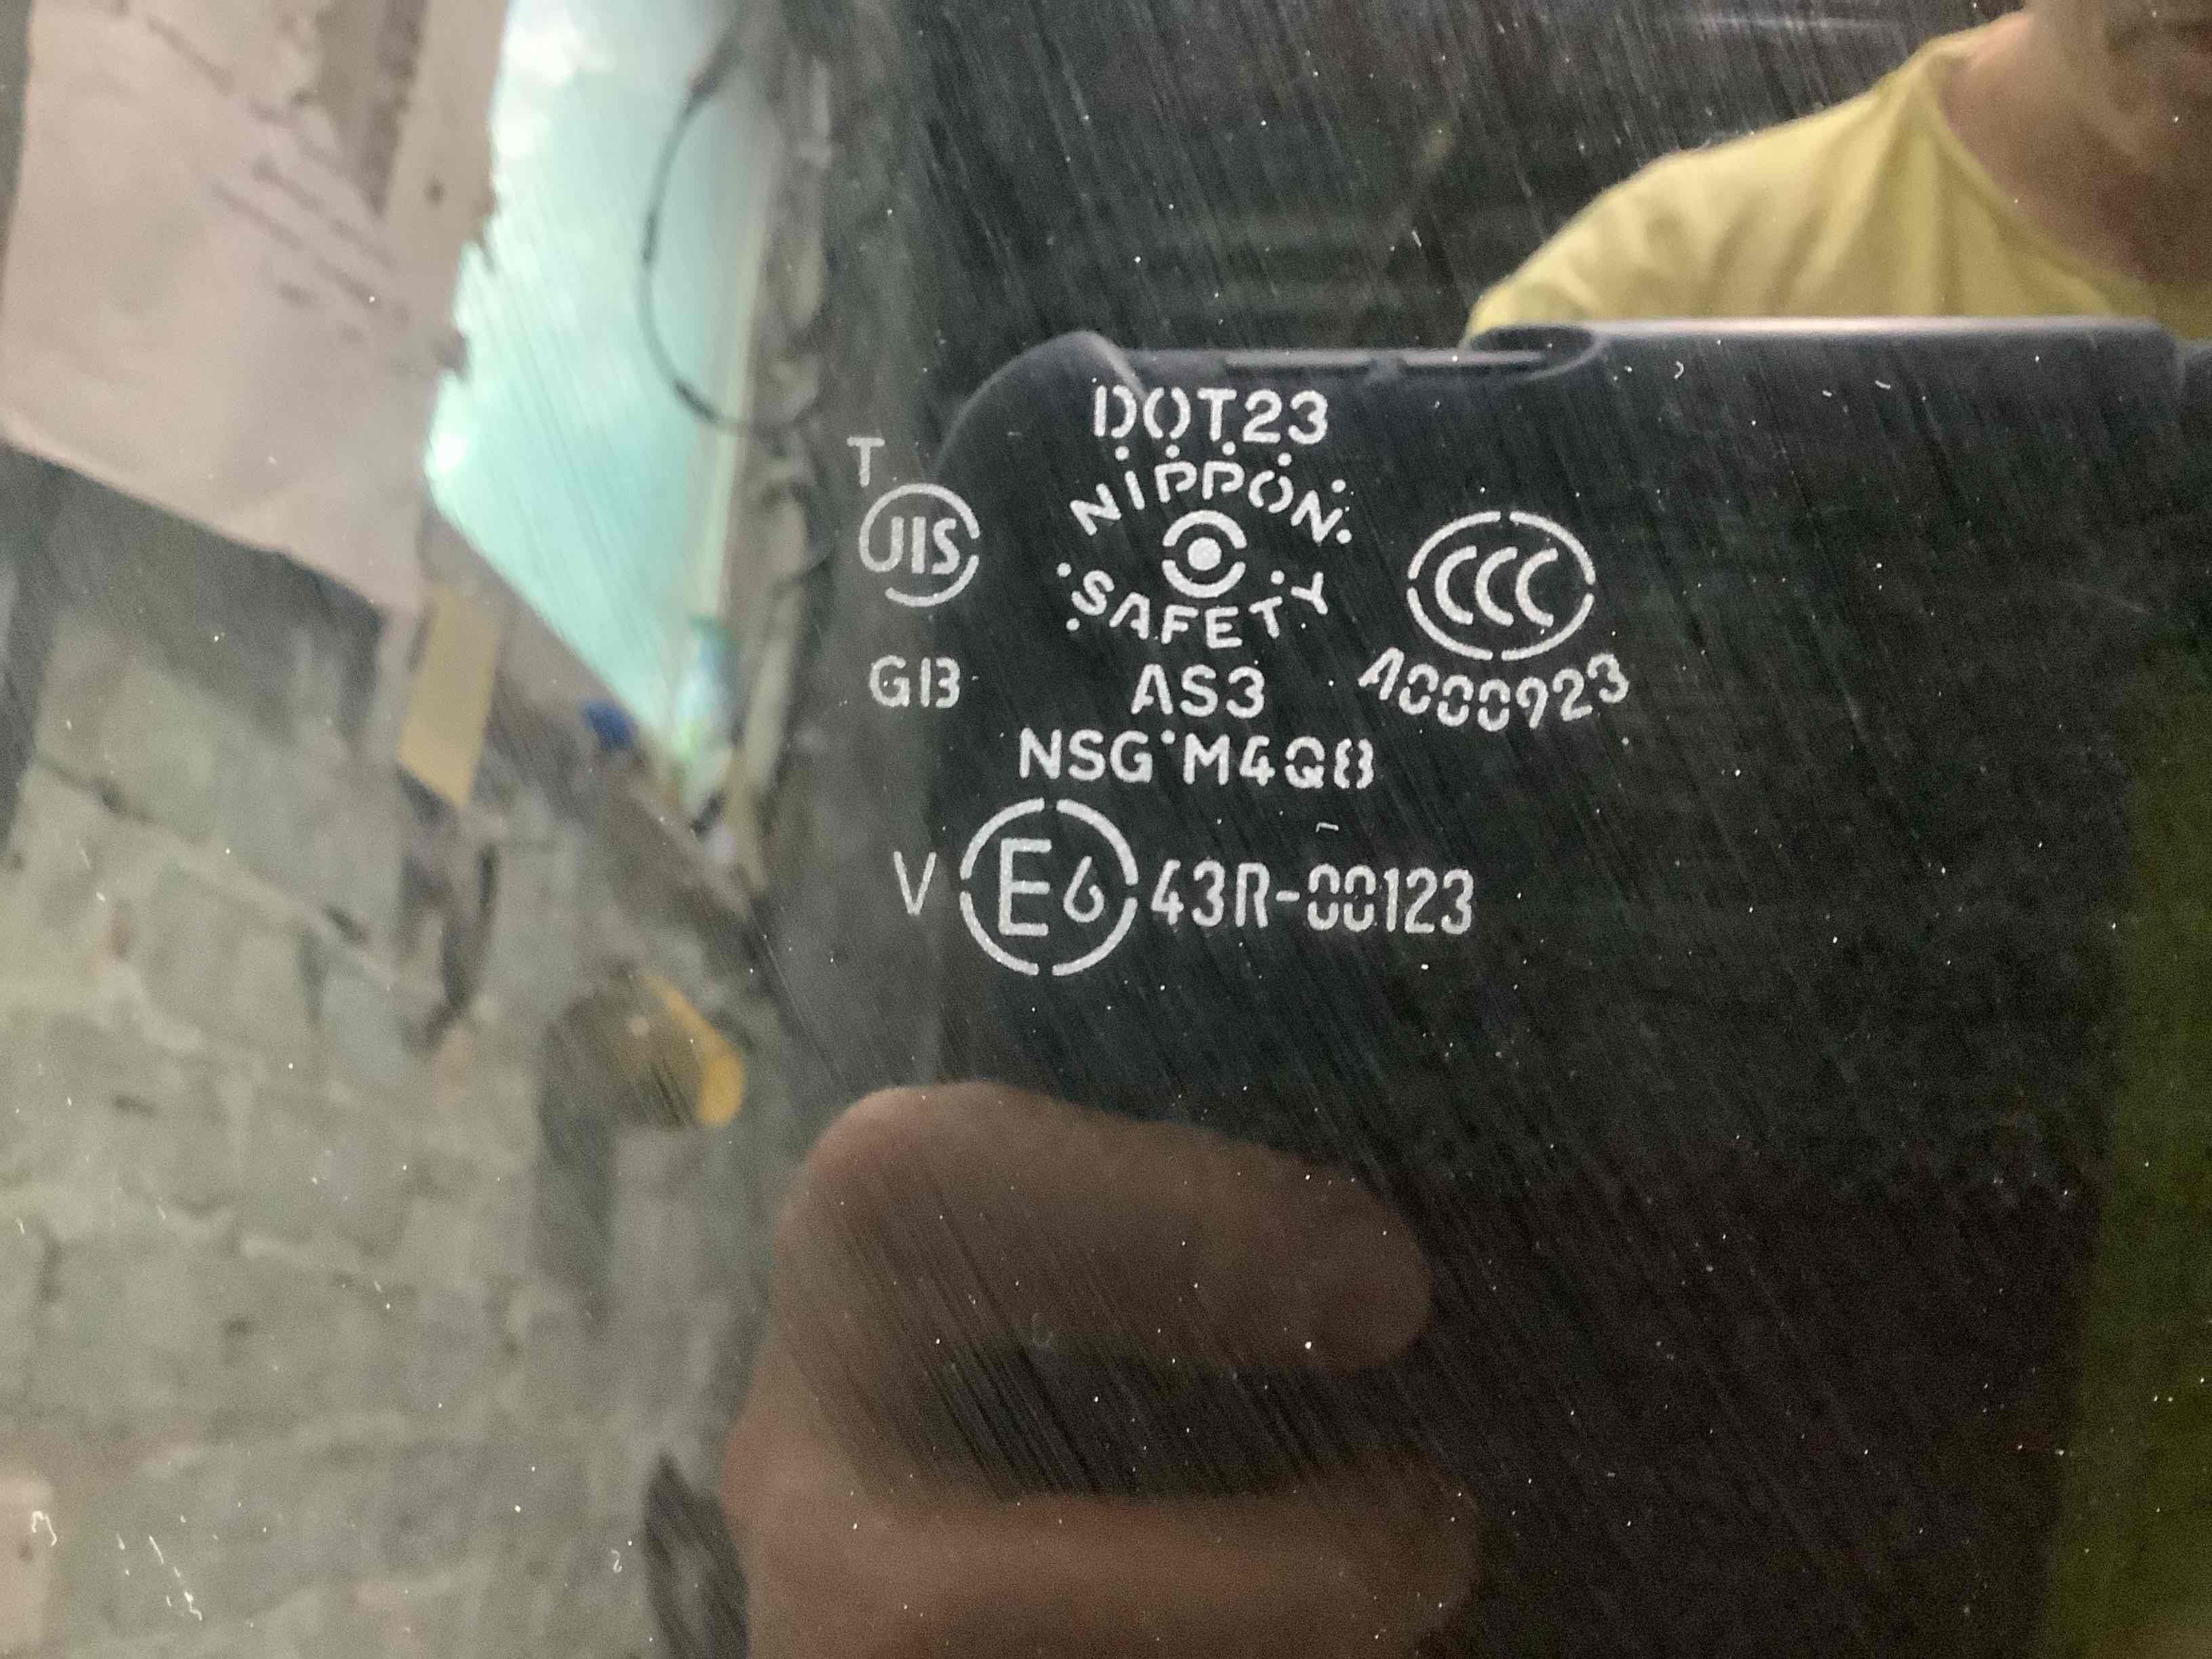 DOT23
NIPPON
SAFETY
T
JIS
GB
CCC
A000923
AS3
NSG M4Q8
V E6 43R-00123